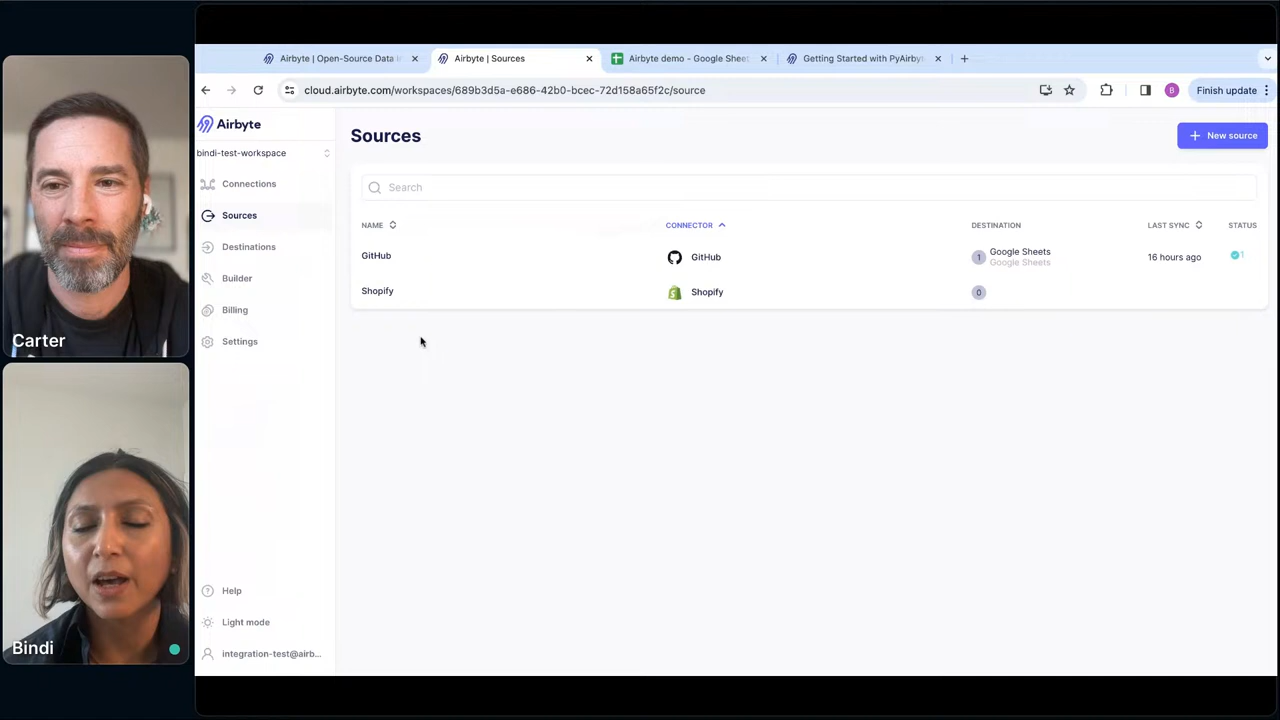 Carter
Bindi
Airbyte | Open-Source Data I
Airbyte | Sources
Airbyte demo - Google Sheet
Getting Started with PyAirbyt
cloud.airbyte.com/workspaces/689b3d5a-e686-42b0-bcec-72d158a65f2c/source
B
Finish update
Airbyte
bindi-test-workspace
Connections
Sources
Destinations
Builder
Billing
Settings
Help
Light mode
integration-test@airb...
Sources
+ New source
Search
NAME CONNECTOR DESTINATION LAST SYNC STATUS
GitHub GitHub 1 Google Sheets 16 hours ago 1
Google Sheets
Shopify Shopify 0